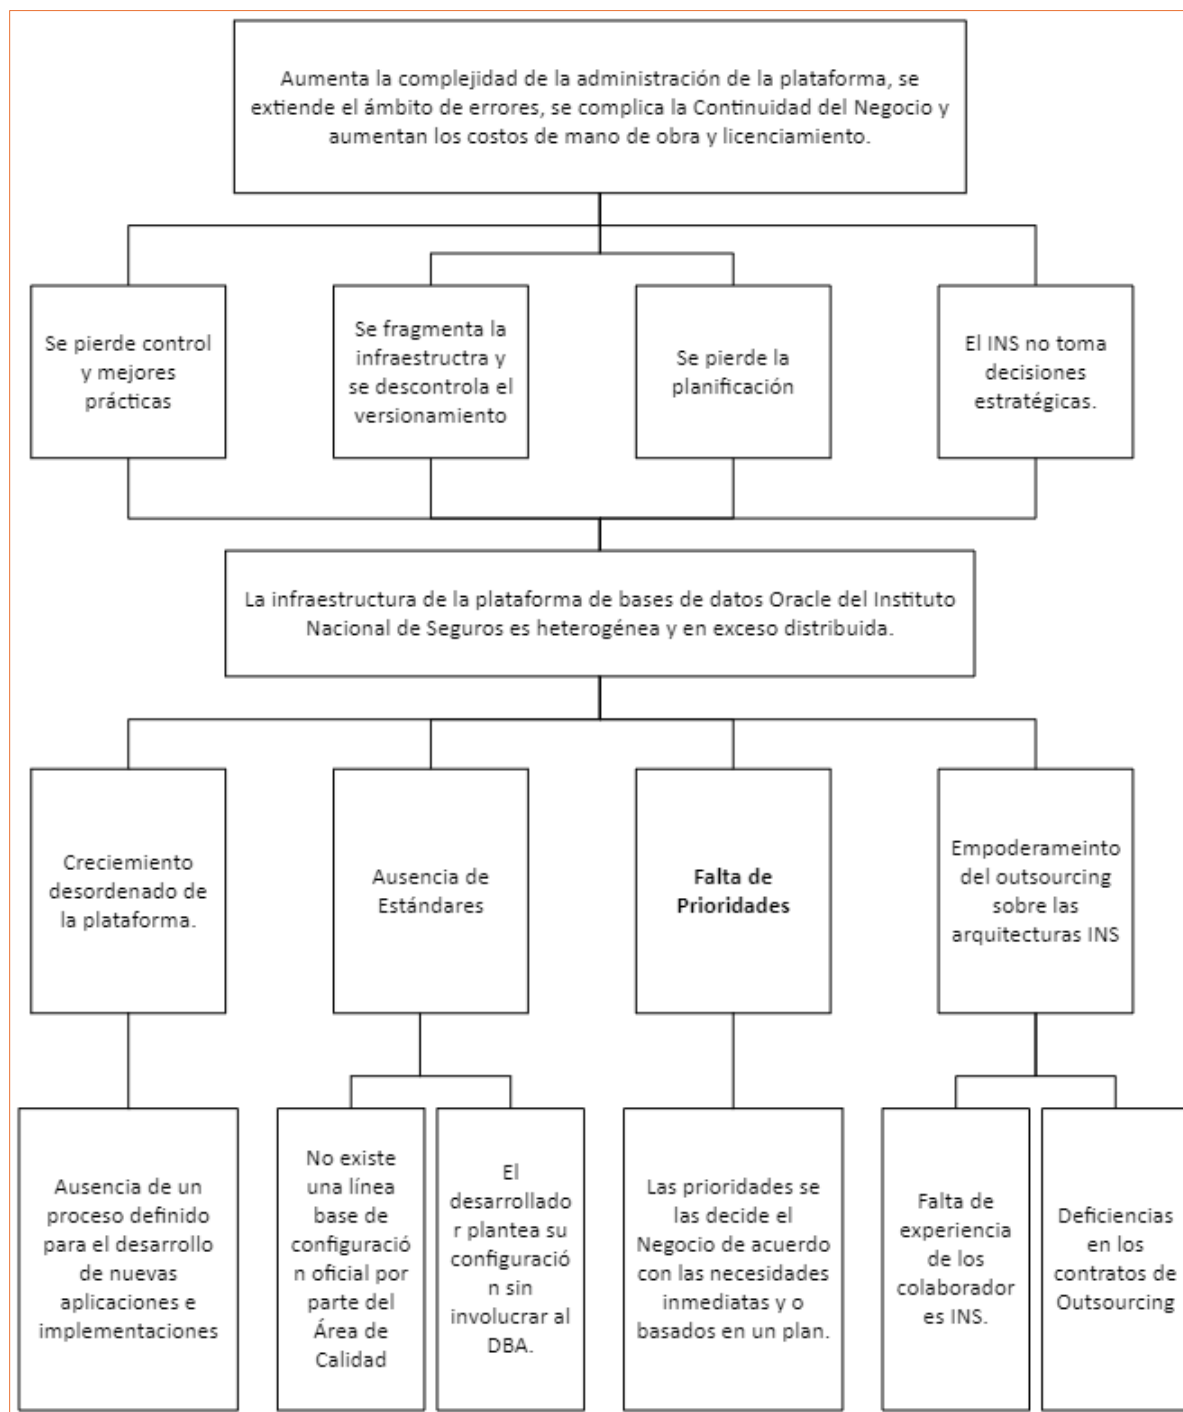 Aumenta la complejidad de la administración de la plataforma, se
extiende el ámbito de errores, se complica la Continuidad del Negocio y
aumentan los costos de mano de obra y licenciamiento.
Se pierde control
y mejores
prácticas
Se fragmenta la
infraestructra y
se descontrola el
versionamiento
Se pierde la
planificación
El INS no toma
decisiones
estratégicas.
La infraestructura de la plataforma de bases de datos Oracle del Instituto
Nacional de Seguros es heterogénea y en exceso distribuida.
Creciemiento
desordenado de
la plataforma.
Ausencia de
Estándares
Falta de
Prioridades
Empoderameinto
del outsourcing
sobre las
arquitecturas INS
Ausencia de un
proceso definido
para el desarrollo
de nuevas
aplicaciones e
implementaciones
No existe
una línea
base de
configuració
n oficial por
parte del
Área de
Calidad
El
desarrollado
r plantea su
configuració
n sin
involucrar al
DBA.
Las prioridades se
las decide el
Negocio de acuerdo
con las necesidades
inmediatas y o
basados en un plan.
Falta de
experiencia
de los
colaborador
es INS.
Deficiencias
en los
contratos de
Outsourcing